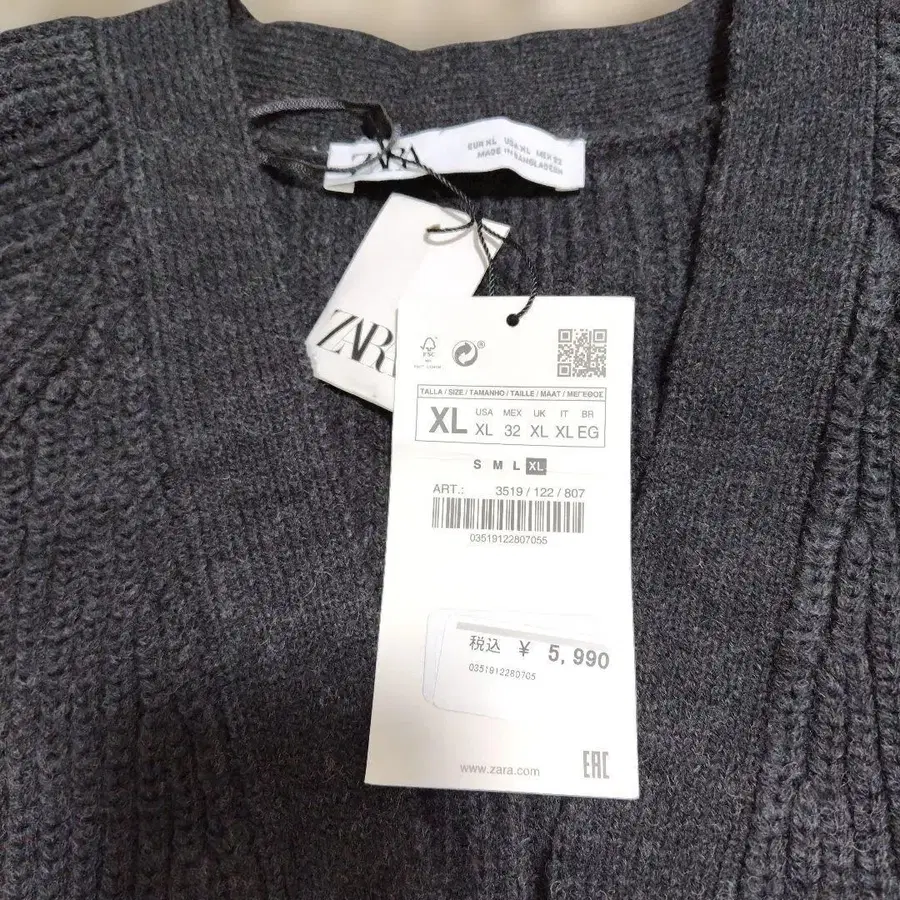 ZARA
EUR XL USA XL MEX 32
MADE IN BANGLADESH
ZARA
FSC
TALLA / SIZE / TAMANHO / TAILLE / MAAT / ΜΕΓΕΘΟΣ
XL
USA MEX UK IT BR
XL 32 XL XL EG
S M L XL
ART.: 3519 / 122 / 807
03519122807055
税込 ¥ 5,990
0351912280705
www.zara.com
EAC